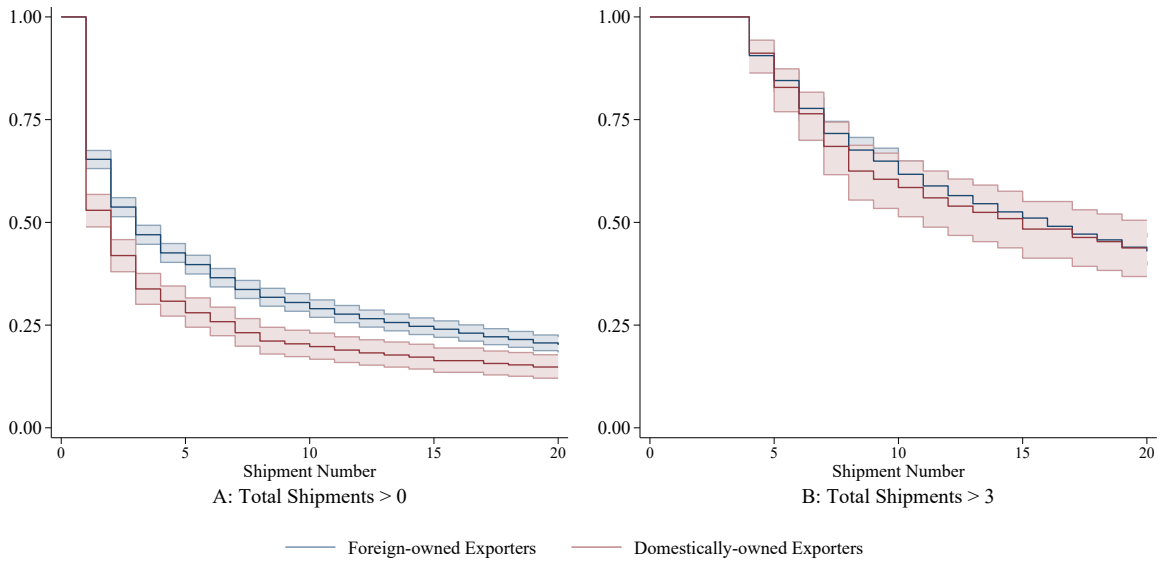 1.00
0.75
0.50
0.25
0.00
0 5 10 15 20
Shipment Number
A: Total Shipments > 0
1.00
0.75
0.50
0.25
0.00
0 5 10 15 20
Shipment Number
B: Total Shipments > 3
Foreign-owned Exporters Domestically-owned Exporters